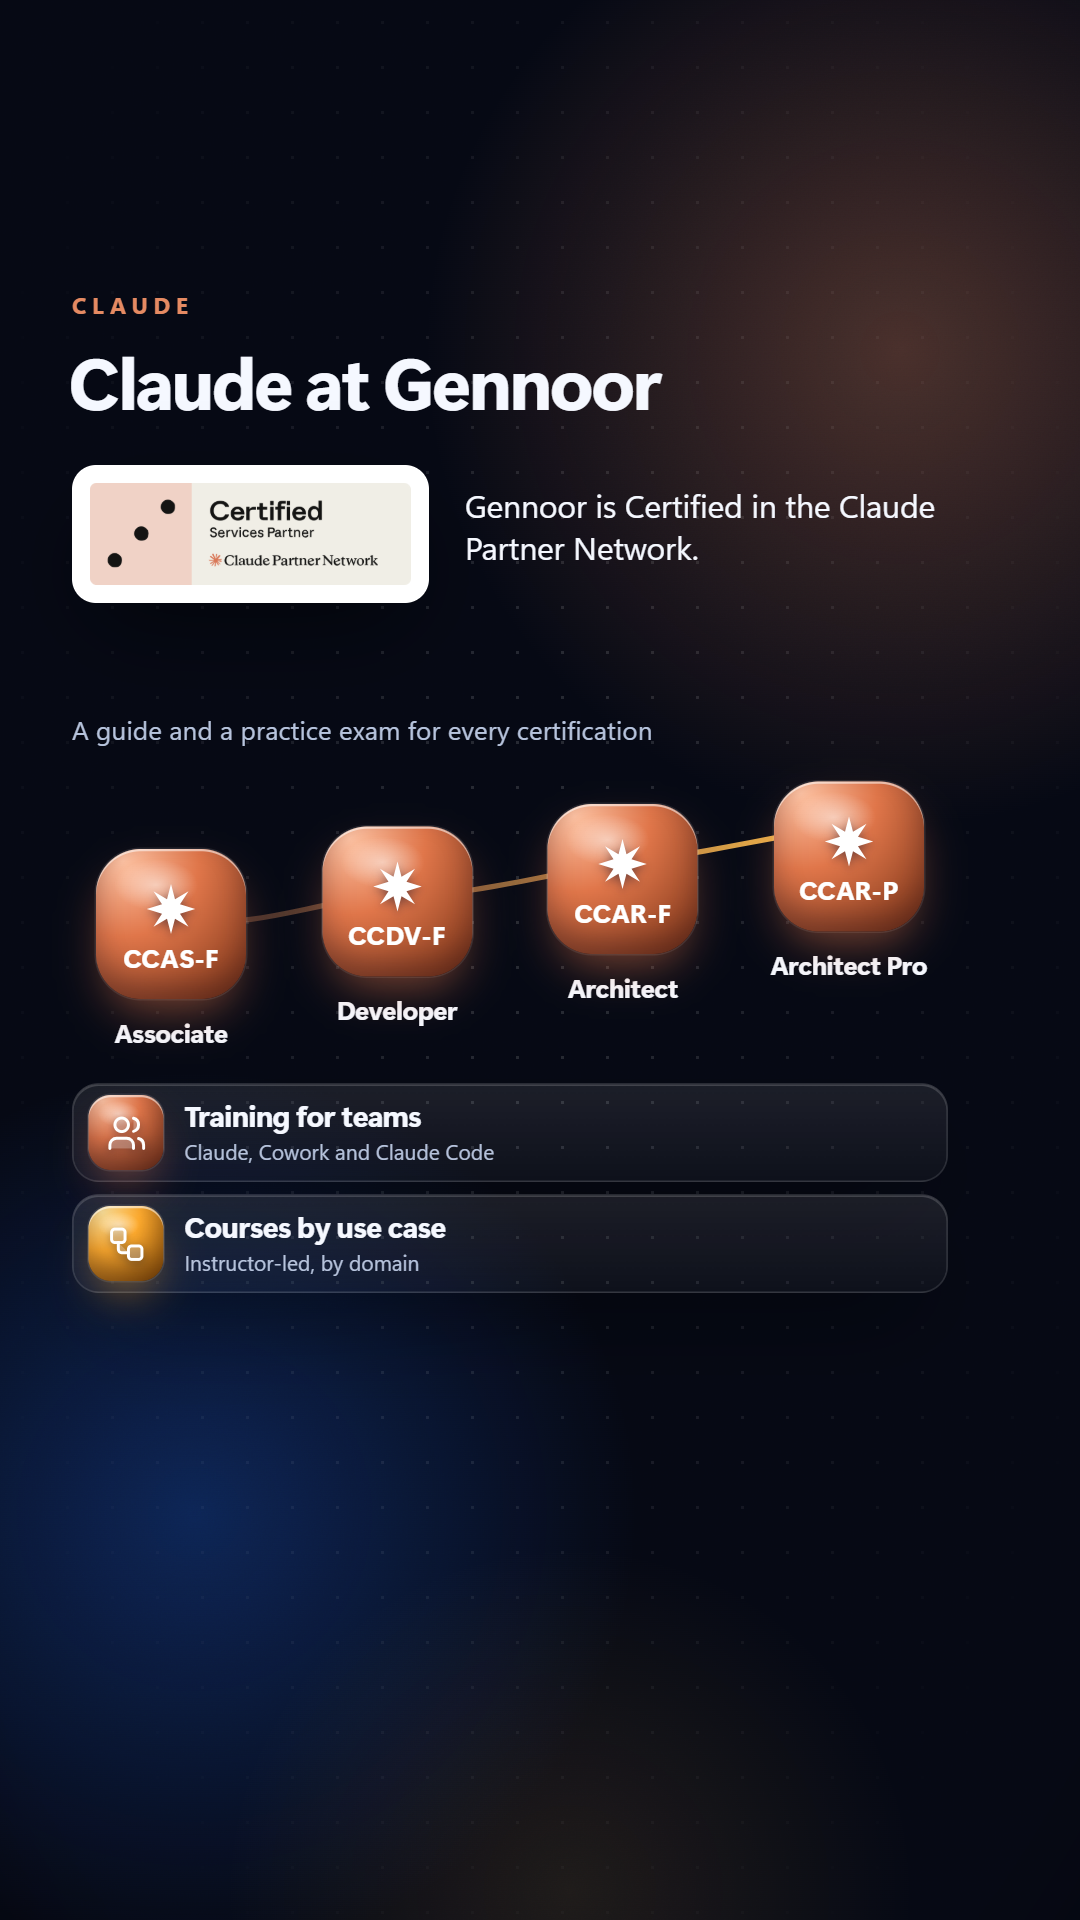 CLAUDE
Claude at Gennoor
Certified
Services Partner
Claude Partner Network
Gennoor is Certified in the Claude
Partner Network.
A guide and a practice exam for every certification
CCAS-F
Associate
CCDV-F
Developer
CCAR-F
Architect
CCAR-P
Architect Pro
Training for teams
Claude, Cowork and Claude Code
Courses by use case
Instructor-led, by domain